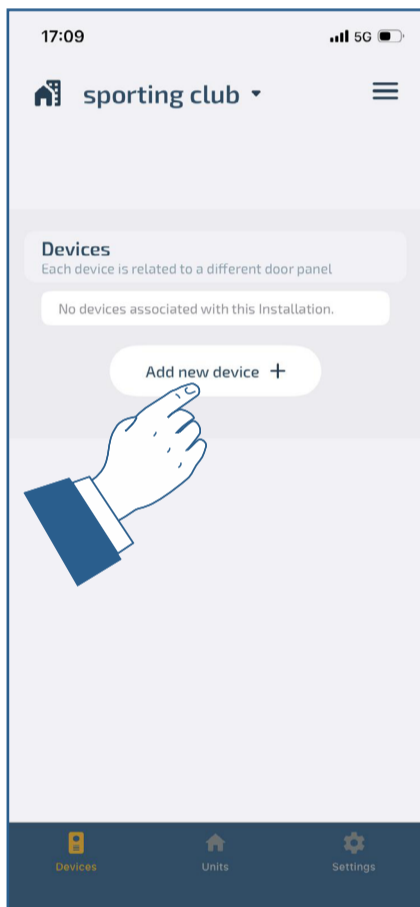 17:09
5G
sporting club
Devices
Each device is related to a different door panel
No devices associated with this Installation.
Add new device +
Devices
Units
Settings